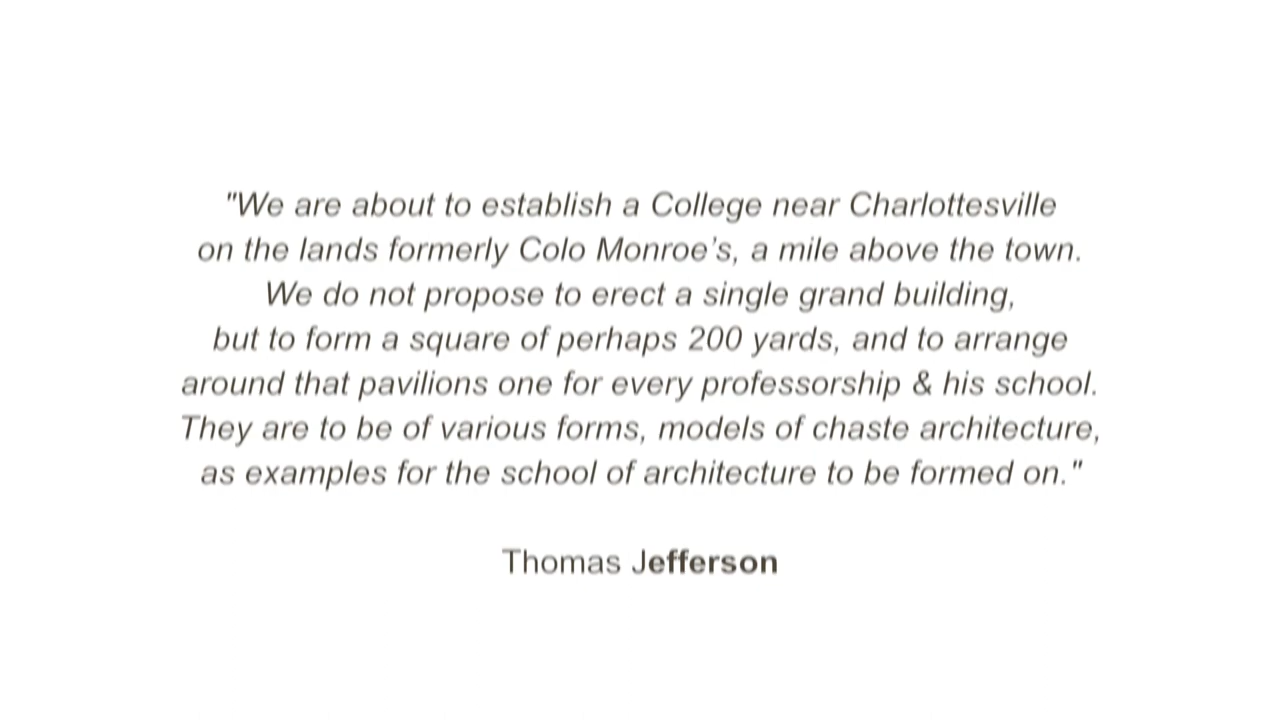 "We are about to establish a College near Charlottesville
on the lands formerly Colo Monroe's, a mile above the town.
We do not propose to erect a single grand building,
but to form a square of perhaps 200 yards, and to arrange
around that pavilions one for every professorship & his school.
They are to be of various forms, models of chaste architecture,
as examples for the school of architecture to be formed on."
Thomas Jefferson